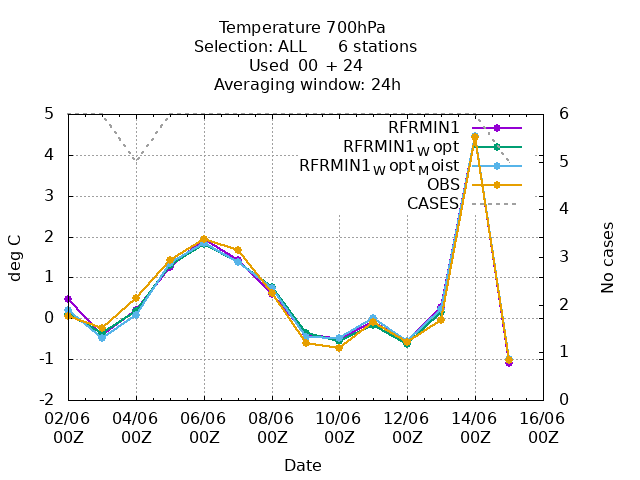 Temperature 700hPa
Selection: ALL 6 stations
Used 00 + 24
Averaging window: 24h
5 6
RFRMIN1
RFRMIN1W opt
4 5
RFRMIN1W optM oist
OBS
3 4
CASES
2 3
1 2
0
-1 1
-2 0
deg C
No cases
02/06 04/06 06/06 08/06 10/06 12/06 14/06 16/06
00Z 00Z 00Z 00Z 00Z 00Z 00Z 00Z
Date